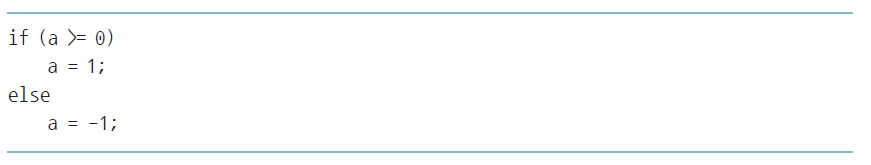 if (a >= 0)
    a = 1;
else
    a = -1;